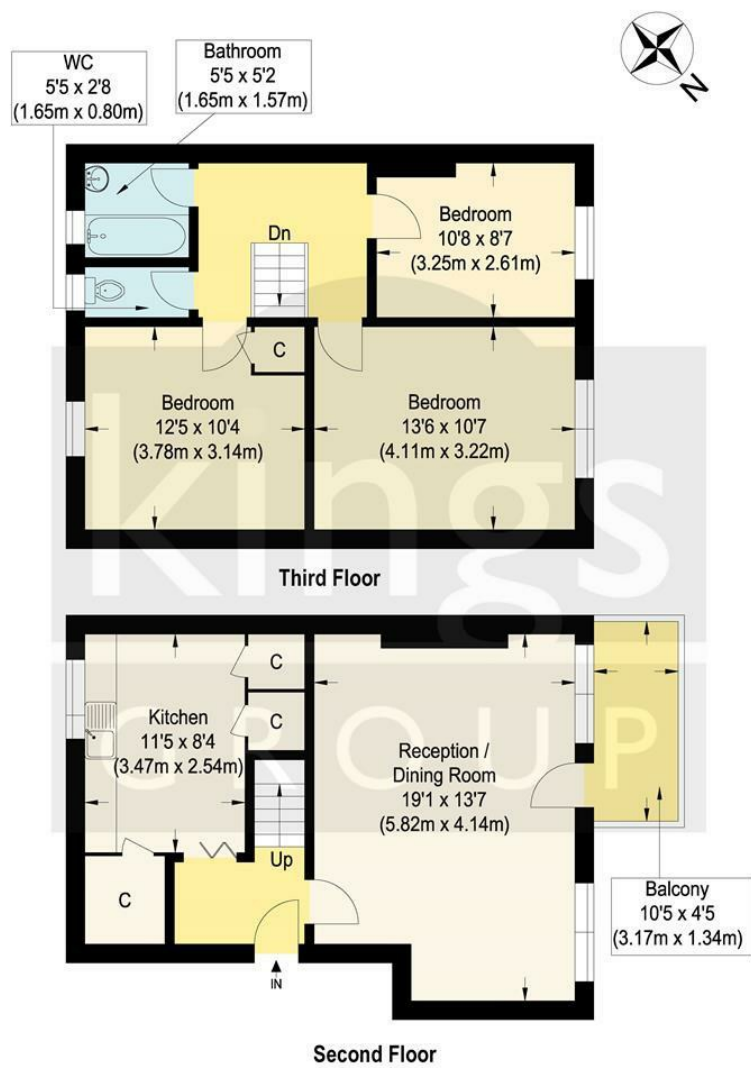 WC
5'5 x 2'8
(1.65m x 0.80m)
Bathroom
5'5 x 5'2
(1.65m x 1.57m)
N
Dn
Bedroom
10'8 x 8'7
(3.25m x 2.61m)
C
Bedroom
12'5 x 10'4
(3.78m x 3.14m)
Bedroom
13'6 x 10'7
(4.11m x 3.22m)
kings
GROUP
Third Floor
C
C
Kitchen
11'5 x 8'4
(3.47m x 2.54m)
Reception /
Dining Room
19'1 x 13'7
(5.82m x 4.14m)
Up
C
IN
Balcony
10'5 x 4'5
(3.17m x 1.34m)
Second Floor